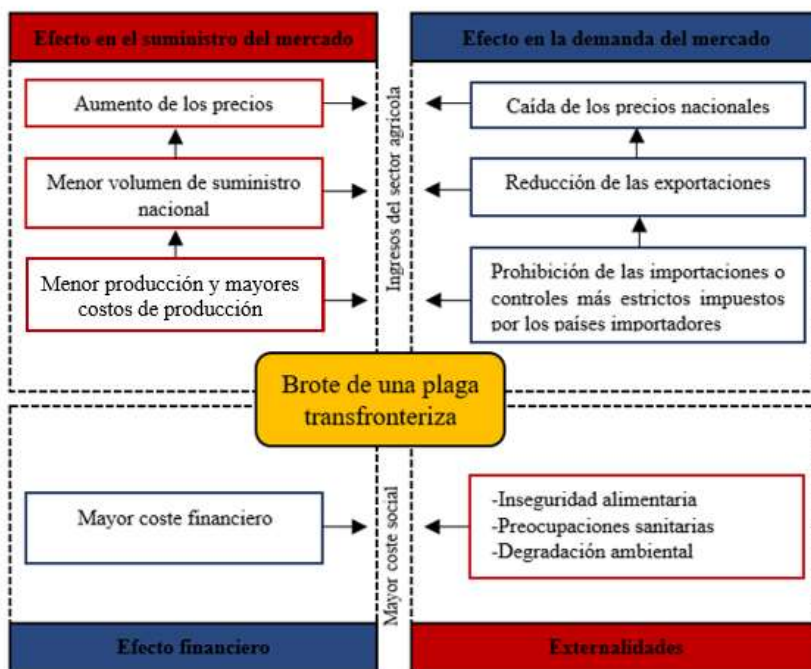 Efecto en el suministro del mercado
Aumento de los precios
Menor volumen de suministro
nacional
Menor producción y mayores
costos de producción
Ingresos del sector agrícola
Efecto en la demanda del mercado
Caída de los precios nacionales
Reducción de las exportaciones
Prohibición de las importaciones o
controles más estrictos impuestos
por los países importadores
Brote de una plaga
transfronteriza
Mayor coste financiero
Mayor coste social
-Inseguridad alimentaria
-Preocupaciones sanitarias
-Degradación ambiental
Efecto financiero
Externalidades